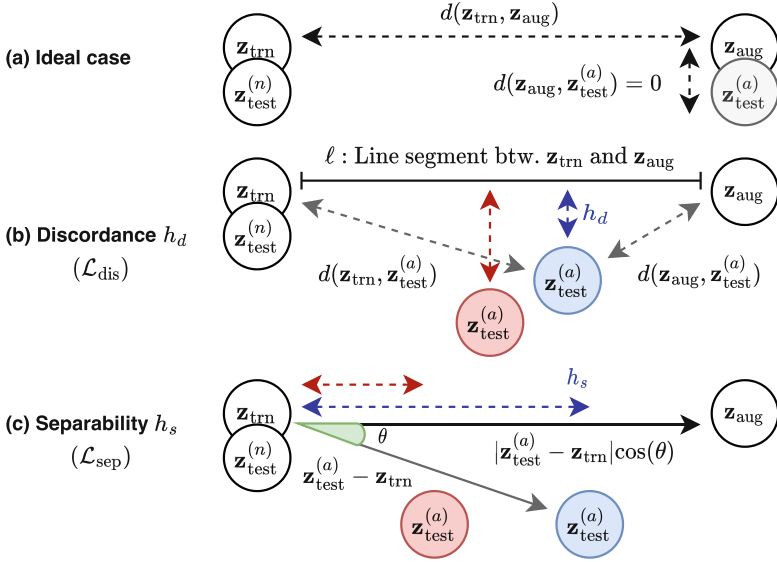 (a) Ideal case
𝐳_trn
𝐳_test^(n)
d(𝐳_trn, 𝐳_aug)
d(𝐳_aug, 𝐳_test^(a)) = 0
𝐳_aug
𝐳_test^(a)
ℓ : Line segment btw. 𝐳_trn and 𝐳_aug
(b) Discordance h_d
(ℒ_dis)
𝐳_trn
𝐳_test^(n)
h_d
𝐳_aug
d(𝐳_trn, 𝐳_test^(a))
𝐳_test^(a)
d(𝐳_aug, 𝐳_test^(a))
𝐳_test^(a)
(c) Separability h_s
(ℒ_sep)
𝐳_trn
𝐳_test^(n)
h_s
θ
𝐳_aug
|𝐳_test^(a) − 𝐳_trn|cos(θ)
𝐳_test^(a) − 𝐳_trn
𝐳_test^(a)
𝐳_test^(a)